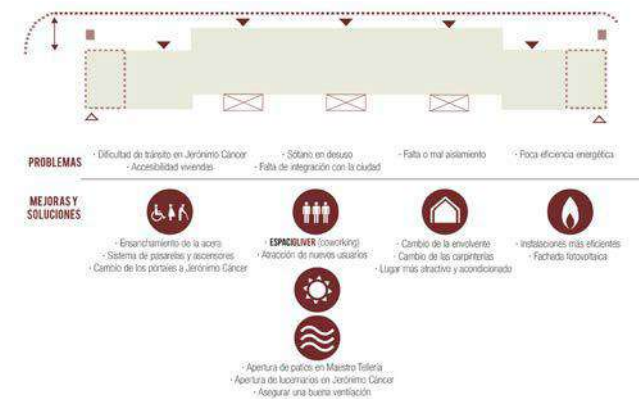 PROBLEMAS
· Dificultad de tránsito en Jerónimo Cáncer
· Accesibilidad viviendas
· Sótano en desuso
· Falta de integración con la ciudad
· Falta o mal aislamiento
· Poca eficiencia energética
MEJORAS Y
SOLUCIONES
· Ensanchamiento de la acera
· Sistema de pasarelas y ascensores
· Cambio de los portales a Jerónimo Cáncer
· ESPACIOLIVER (coworking)
· Atracción de nuevos usuarios
· Cambio de la envolvente
· Cambio de las carpinterías
· Lugar más atractivo y acondicionado
· Instalaciones más eficientes
· Fachada fotovoltaica
· Apertura de patios en Maestro Tellería
· Apertura de lucernarios en Jerónimo Cáncer
· Asegurar una buena ventilación